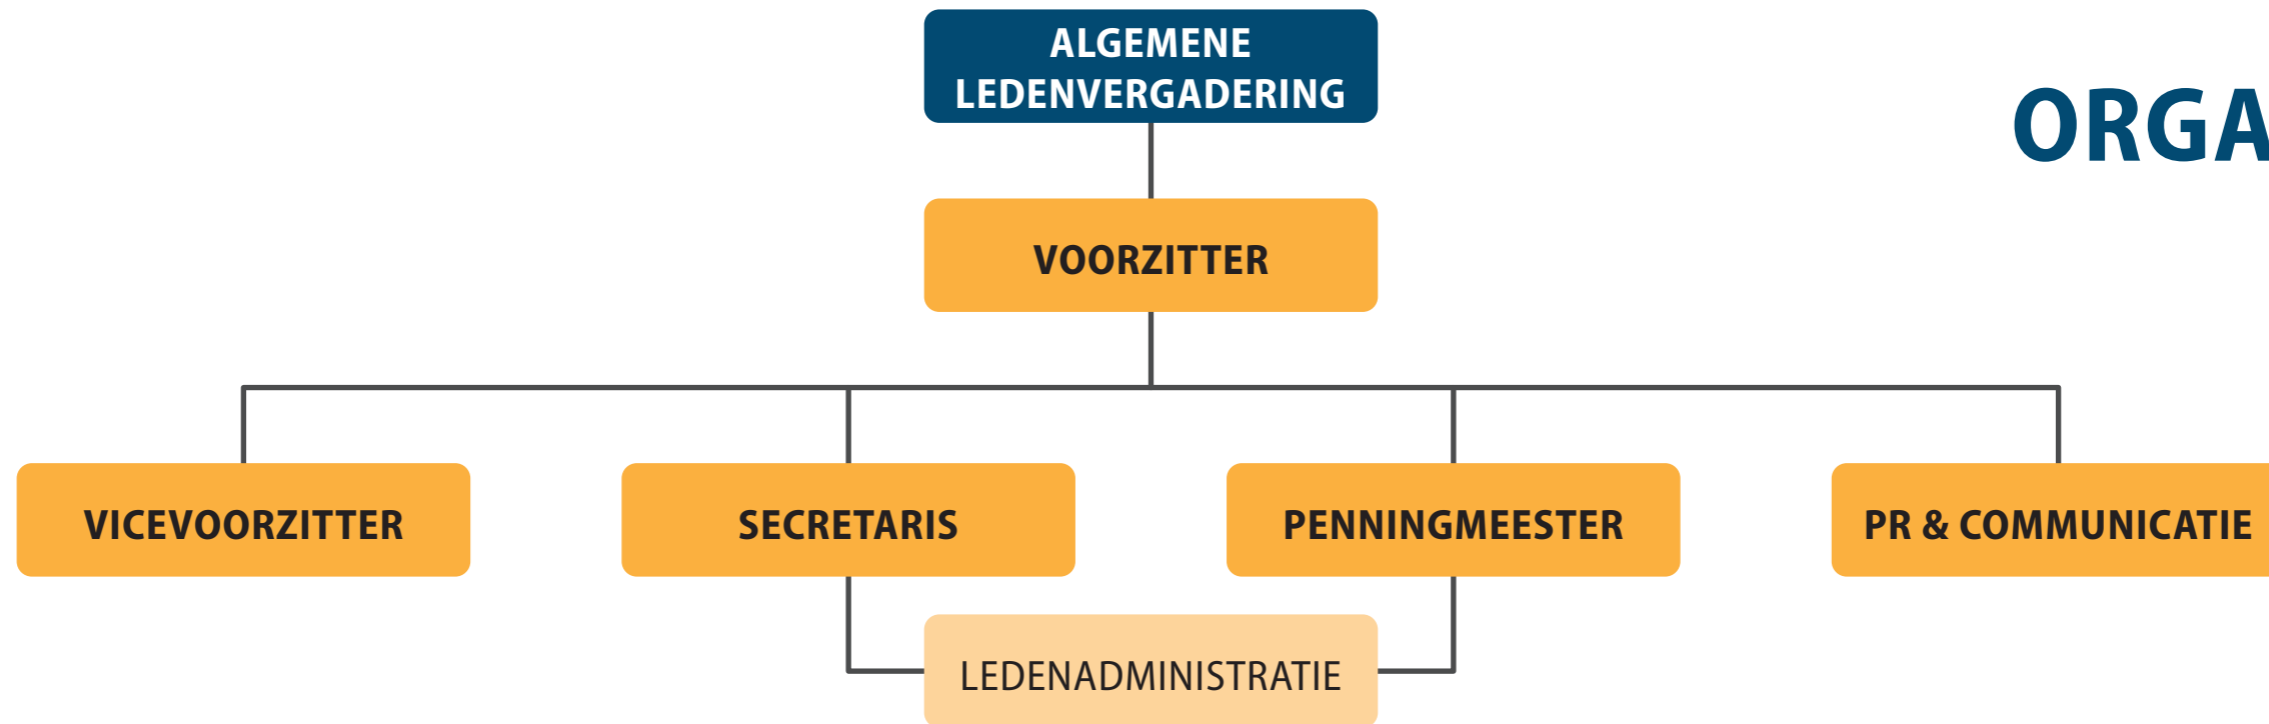 ALGEMENE
LEDENVERGADERING
ORGA
VOORZITTER
VICEVOORZITTER
SECRETARIS
PENNINGMEESTER
PR & COMMUNICATIE
LEDENADMINISTRATIE